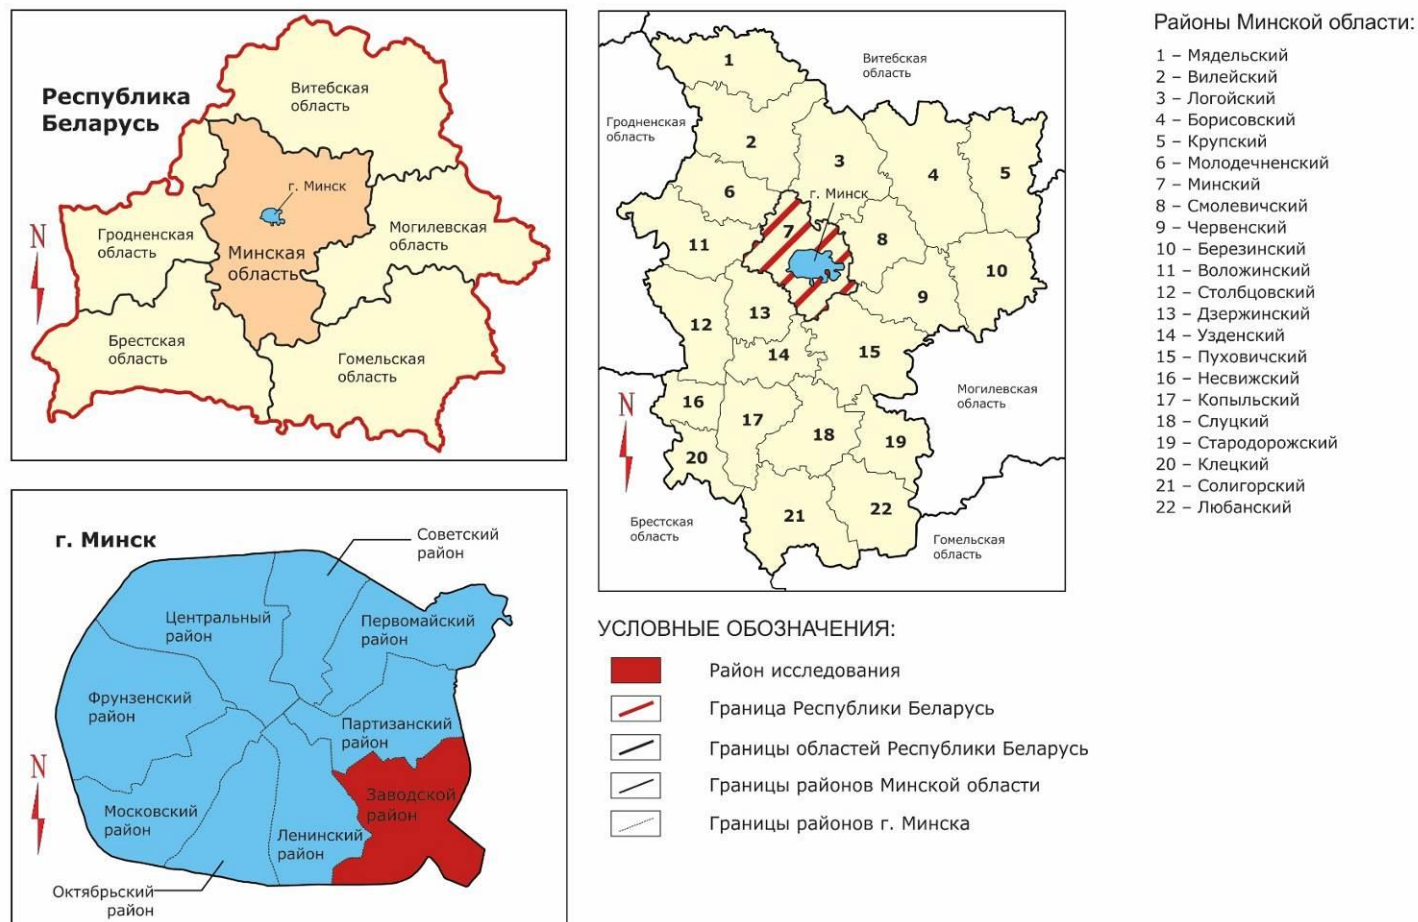 Республика
Беларусь
Витебская
область
г. Минск
Минская
область
Гродненская
область
Могилевская
область
Брестская
область
Гомельская
область
N
Витебская
область
Гродненская
область
Могилевская
область
Брестская
область
Гомельская
область
г. Минск
1
2
3
4
5
6
7
8
9
10
11
12
13
14
15
16
17
18
19
20
21
22
N
Районы Минской области:
1 – Мядельский
2 – Вилейский
3 – Логойский
4 – Борисовский
5 – Крупский
6 – Молодечненский
7 – Минский
8 – Смолевичский
9 – Червенский
10 – Березинский
11 – Воложинский
12 – Столбцовский
13 – Дзержинский
14 – Узденский
15 – Пуховичский
16 – Несвижский
17 – Копыльский
18 – Слуцкий
19 – Стародорожский
20 – Клецкий
21 – Солигорский
22 – Любанский
г. Минск
Советский
район
Центральный
район
Первомайский
район
Фрунзенский
район
Партизанский
район
Заводской
район
Московский
район
Ленинский
район
Октябрьский
район
N
УСЛОВНЫЕ ОБОЗНАЧЕНИЯ:
Район исследования
Граница Республики Беларусь
Границы областей Республики Беларусь
Границы районов Минской области
Границы районов г. Минска